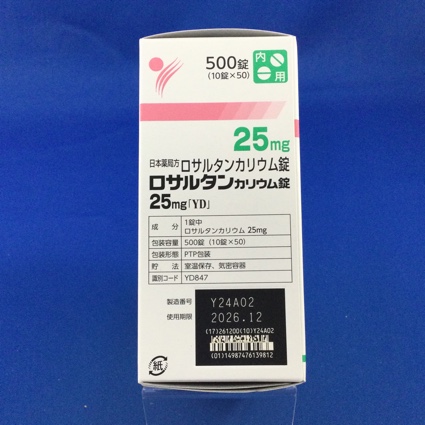 500錠
(10錠×50)
内
用
25mg
日本薬局方 ロサルタンカリウム錠
ロサルタンカリウム錠
25mg「YD」
成分 1錠中
ロサルタンカリウム 25mg
包装容量 500錠（10錠×50）
包装形態 PTP包装
貯法 室温保存、気密容器
識別コード YD847
製造番号 Y24A02
使用期限 2026.12
(17)261200(10)Y24A02
(01)14987476139812
紙